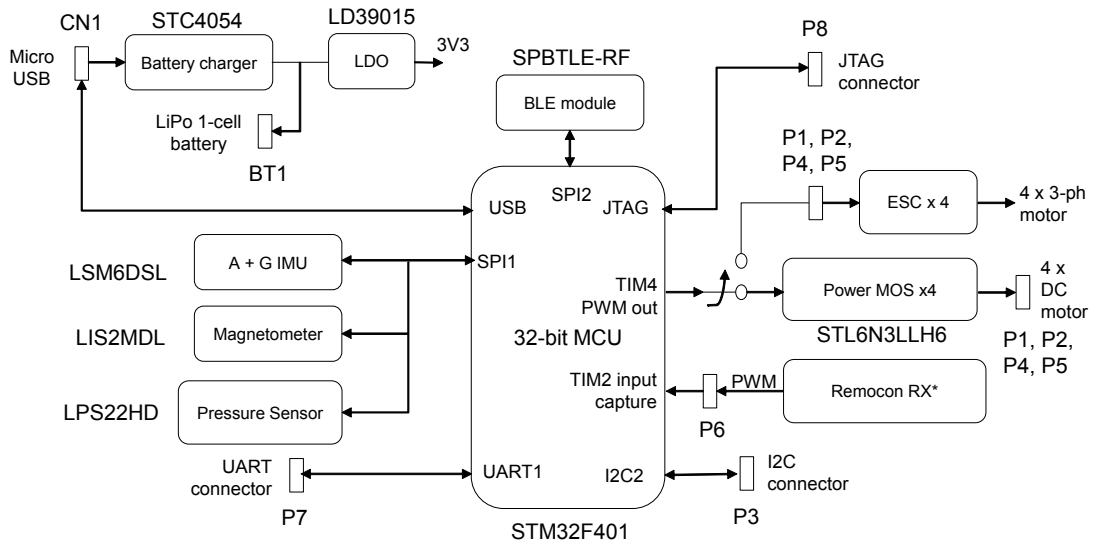 CN1
STC4054
LD39015
P8
Micro
USB
Battery charger
LDO
3V3
SPBTLE-RF
JTAG
connector
BLE module
LiPo 1-cell
battery
BT1
P1, P2,
P4, P5
SPI2
USB
JTAG
ESC x 4
4 x 3-ph
motor
LSM6DSL
A + G IMU
SPI1
TIM4
PWM out
Power MOS x4
4 x
DC
motor
LIS2MDL
Magnetometer
32-bit MCU
STL6N3LLH6
P1, P2,
P4, P5
LPS22HD
Pressure Sensor
TIM2 input
capture
PWM
Remocon RX*
P6
UART
connector
UART1
I2C2
I2C
connector
P7
P3
STM32F401